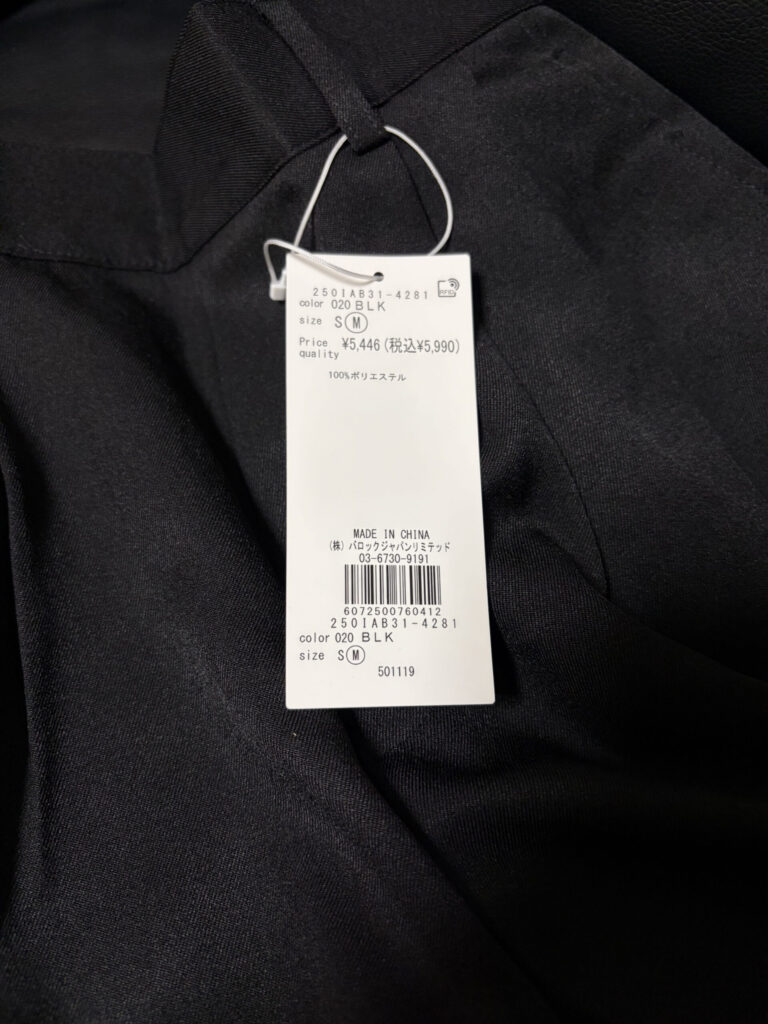 250IAB31-4281 RFID
color 020 BLK
size S M
Price ¥5,446(税込¥5,990)
quality
100%ポリエステル
MADE IN CHINA
(株)バロックジャパンリミテッド
03-6730-9191
6072500760412
250IAB31-4281
color 020 BLK
size S M
501119